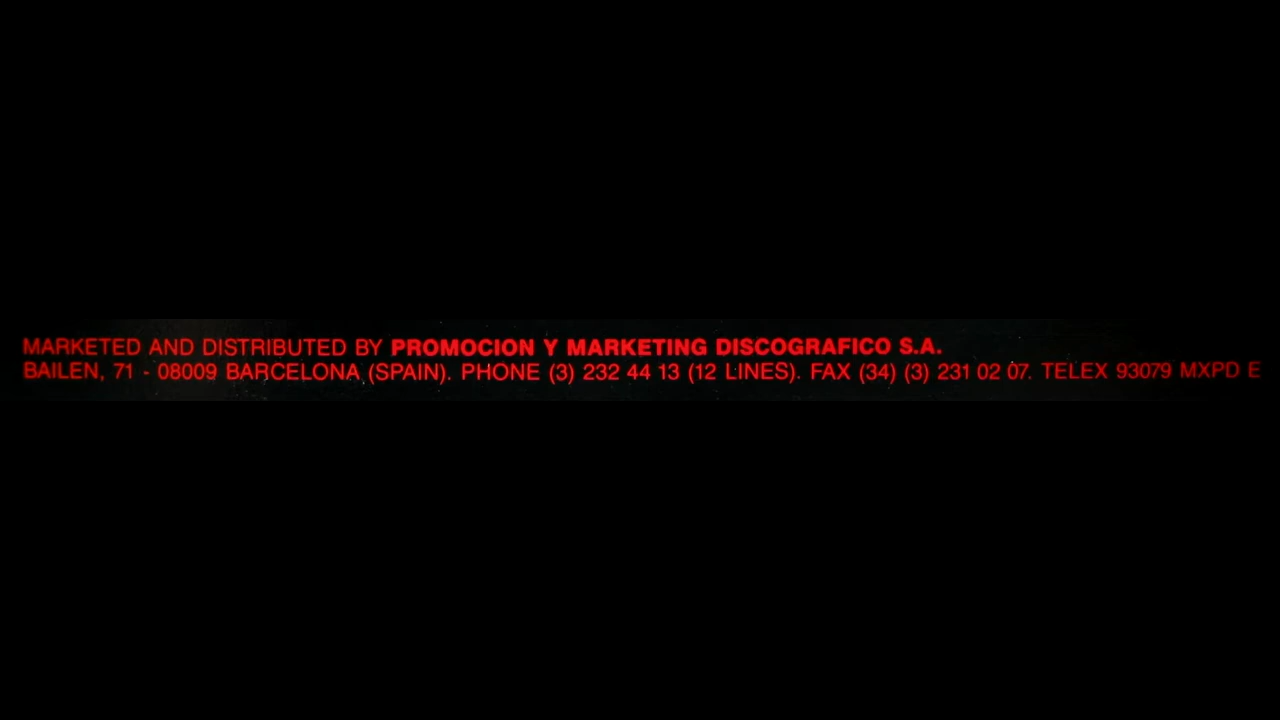 MARKETED AND DISTRIBUTED BY PROMOCION Y MARKETING DISCOGRAFICO S.A.
BAILEN, 71 - 08009 BARCELONA (SPAIN). PHONE (3) 232 44 13 (12 LINES). FAX (34) (3) 231 02 07. TELEX 93079 MXPD E